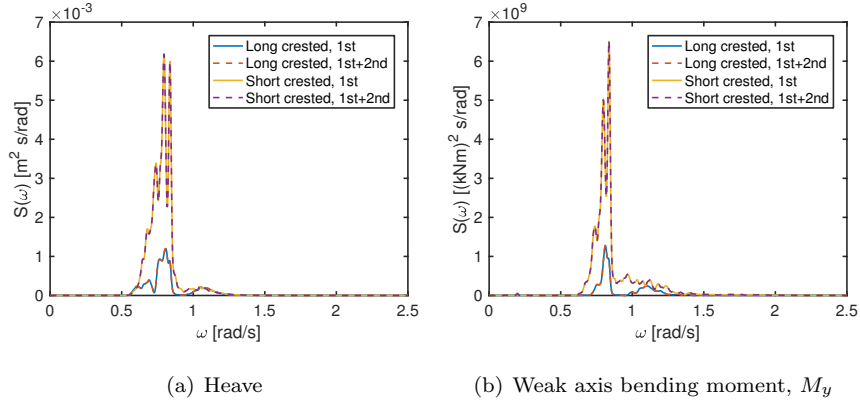 ×10⁻³
7
6
5
4
3
2
1
0
S(ω) [m² s/rad]
Long crested, 1st
Long crested, 1st+2nd
Short crested, 1st
Short crested, 1st+2nd
0 0.5 1 1.5 2 2.5
ω [rad/s]
(a) Heave
×10⁹
7
6
5
4
3
2
1
0
S(ω) [(kNm)² s/rad]
Long crested, 1st
Long crested, 1st+2nd
Short crested, 1st
Short crested, 1st+2nd
0 0.5 1 1.5 2 2.5
ω [rad/s]
(b) Weak axis bending moment, M_y